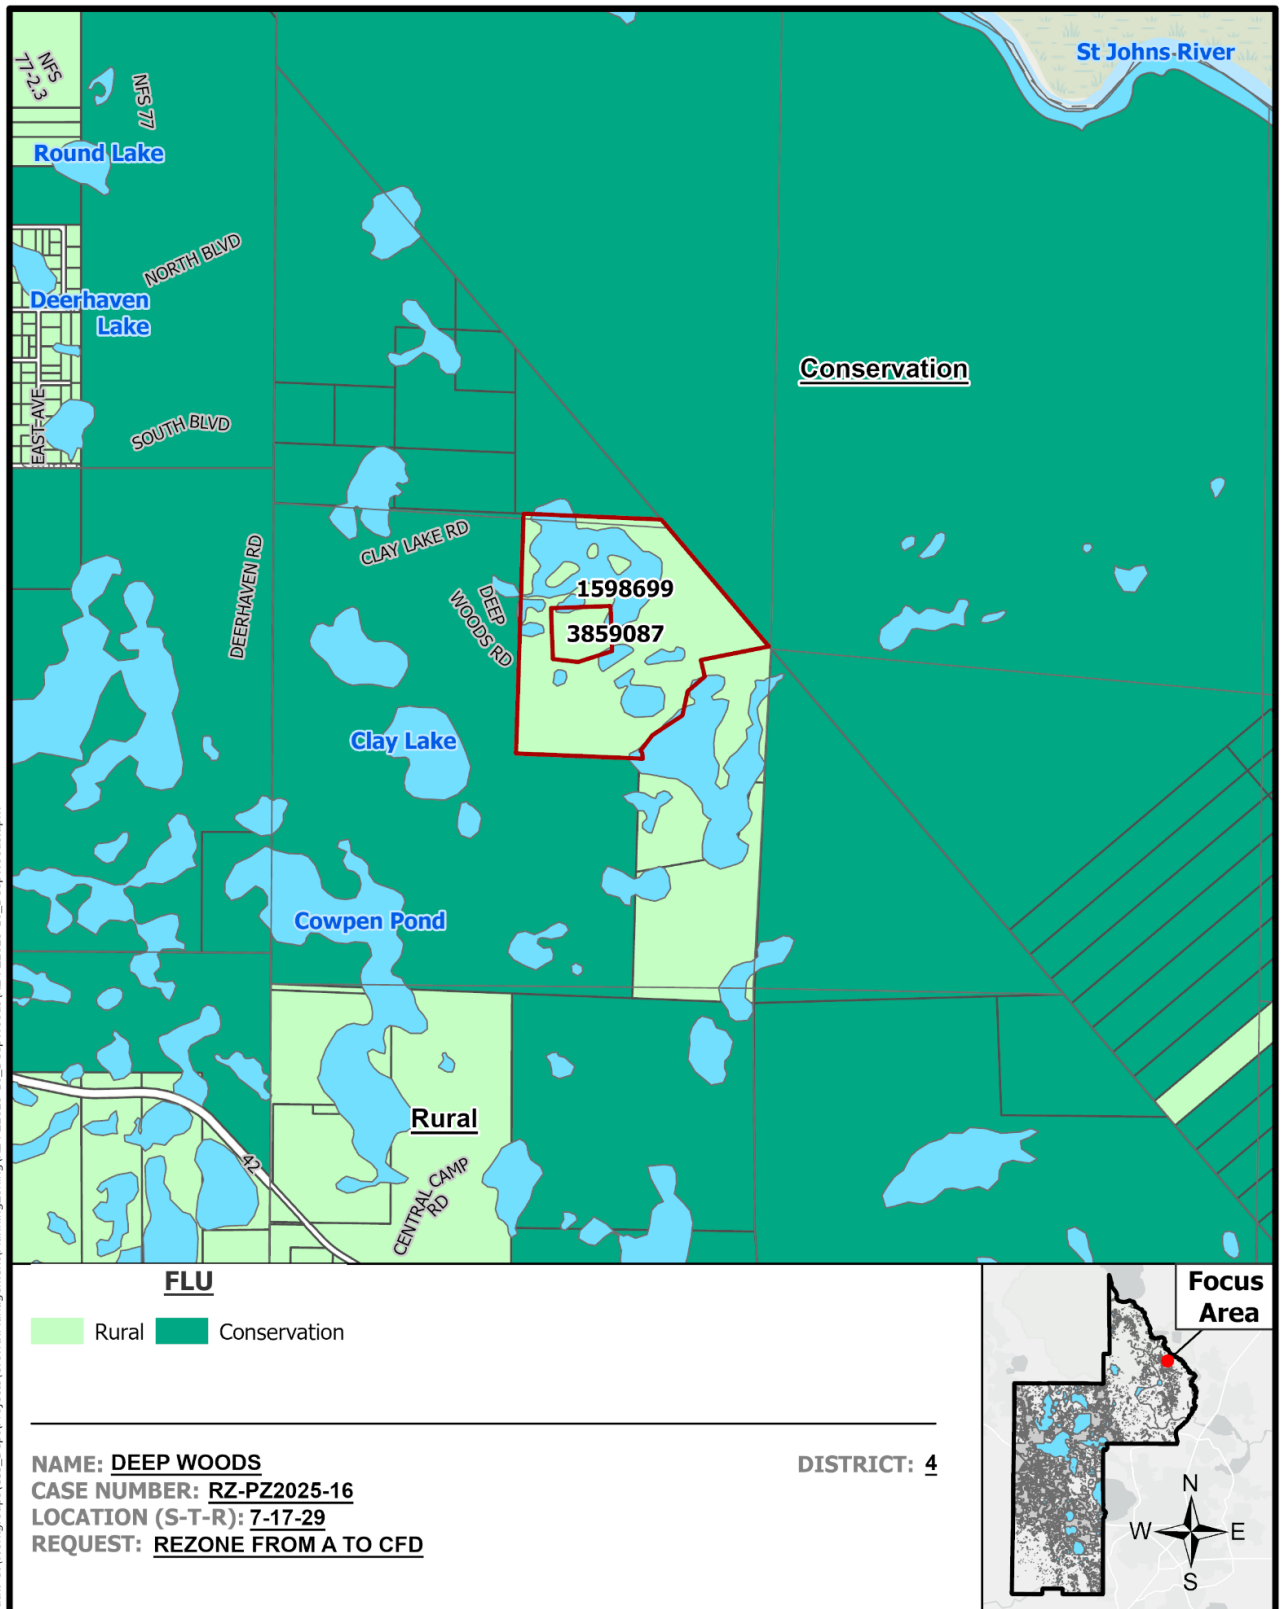 NFS
77-2.3
NFS 77
St Johns River
Round Lake
NORTH BLVD
Deerhaven
Lake
Conservation
EAST AVE
SOUTH BLVD
CLAY LAKE RD
DEERHAVEN RD
DEEP
WOODS RD
1598699
3859087
Clay Lake
Cowpen Pond
Rural
42
CENTRAL CAMP
RD
FLU
Rural
Conservation
Focus
Area
NAME: DEEP WOODS
DISTRICT: 4
CASE NUMBER: RZ-PZ2025-16
LOCATION (S-T-R): 7-17-29
REQUEST: REZONE FROM A TO CFD
N
W E
S